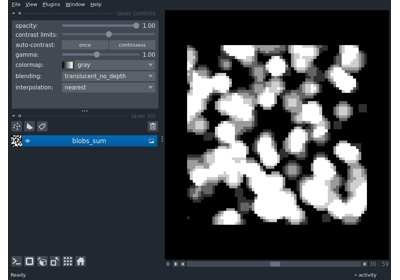 File View Plugins Window Help
layer controls
opacity: 1.00
contrast limits:
auto-contrast: once continuous
gamma: 1.00
colormap: gray
blending: translucent_no_depth
interpolation: nearest
layer list
blobs_sum
30 59
Ready activity